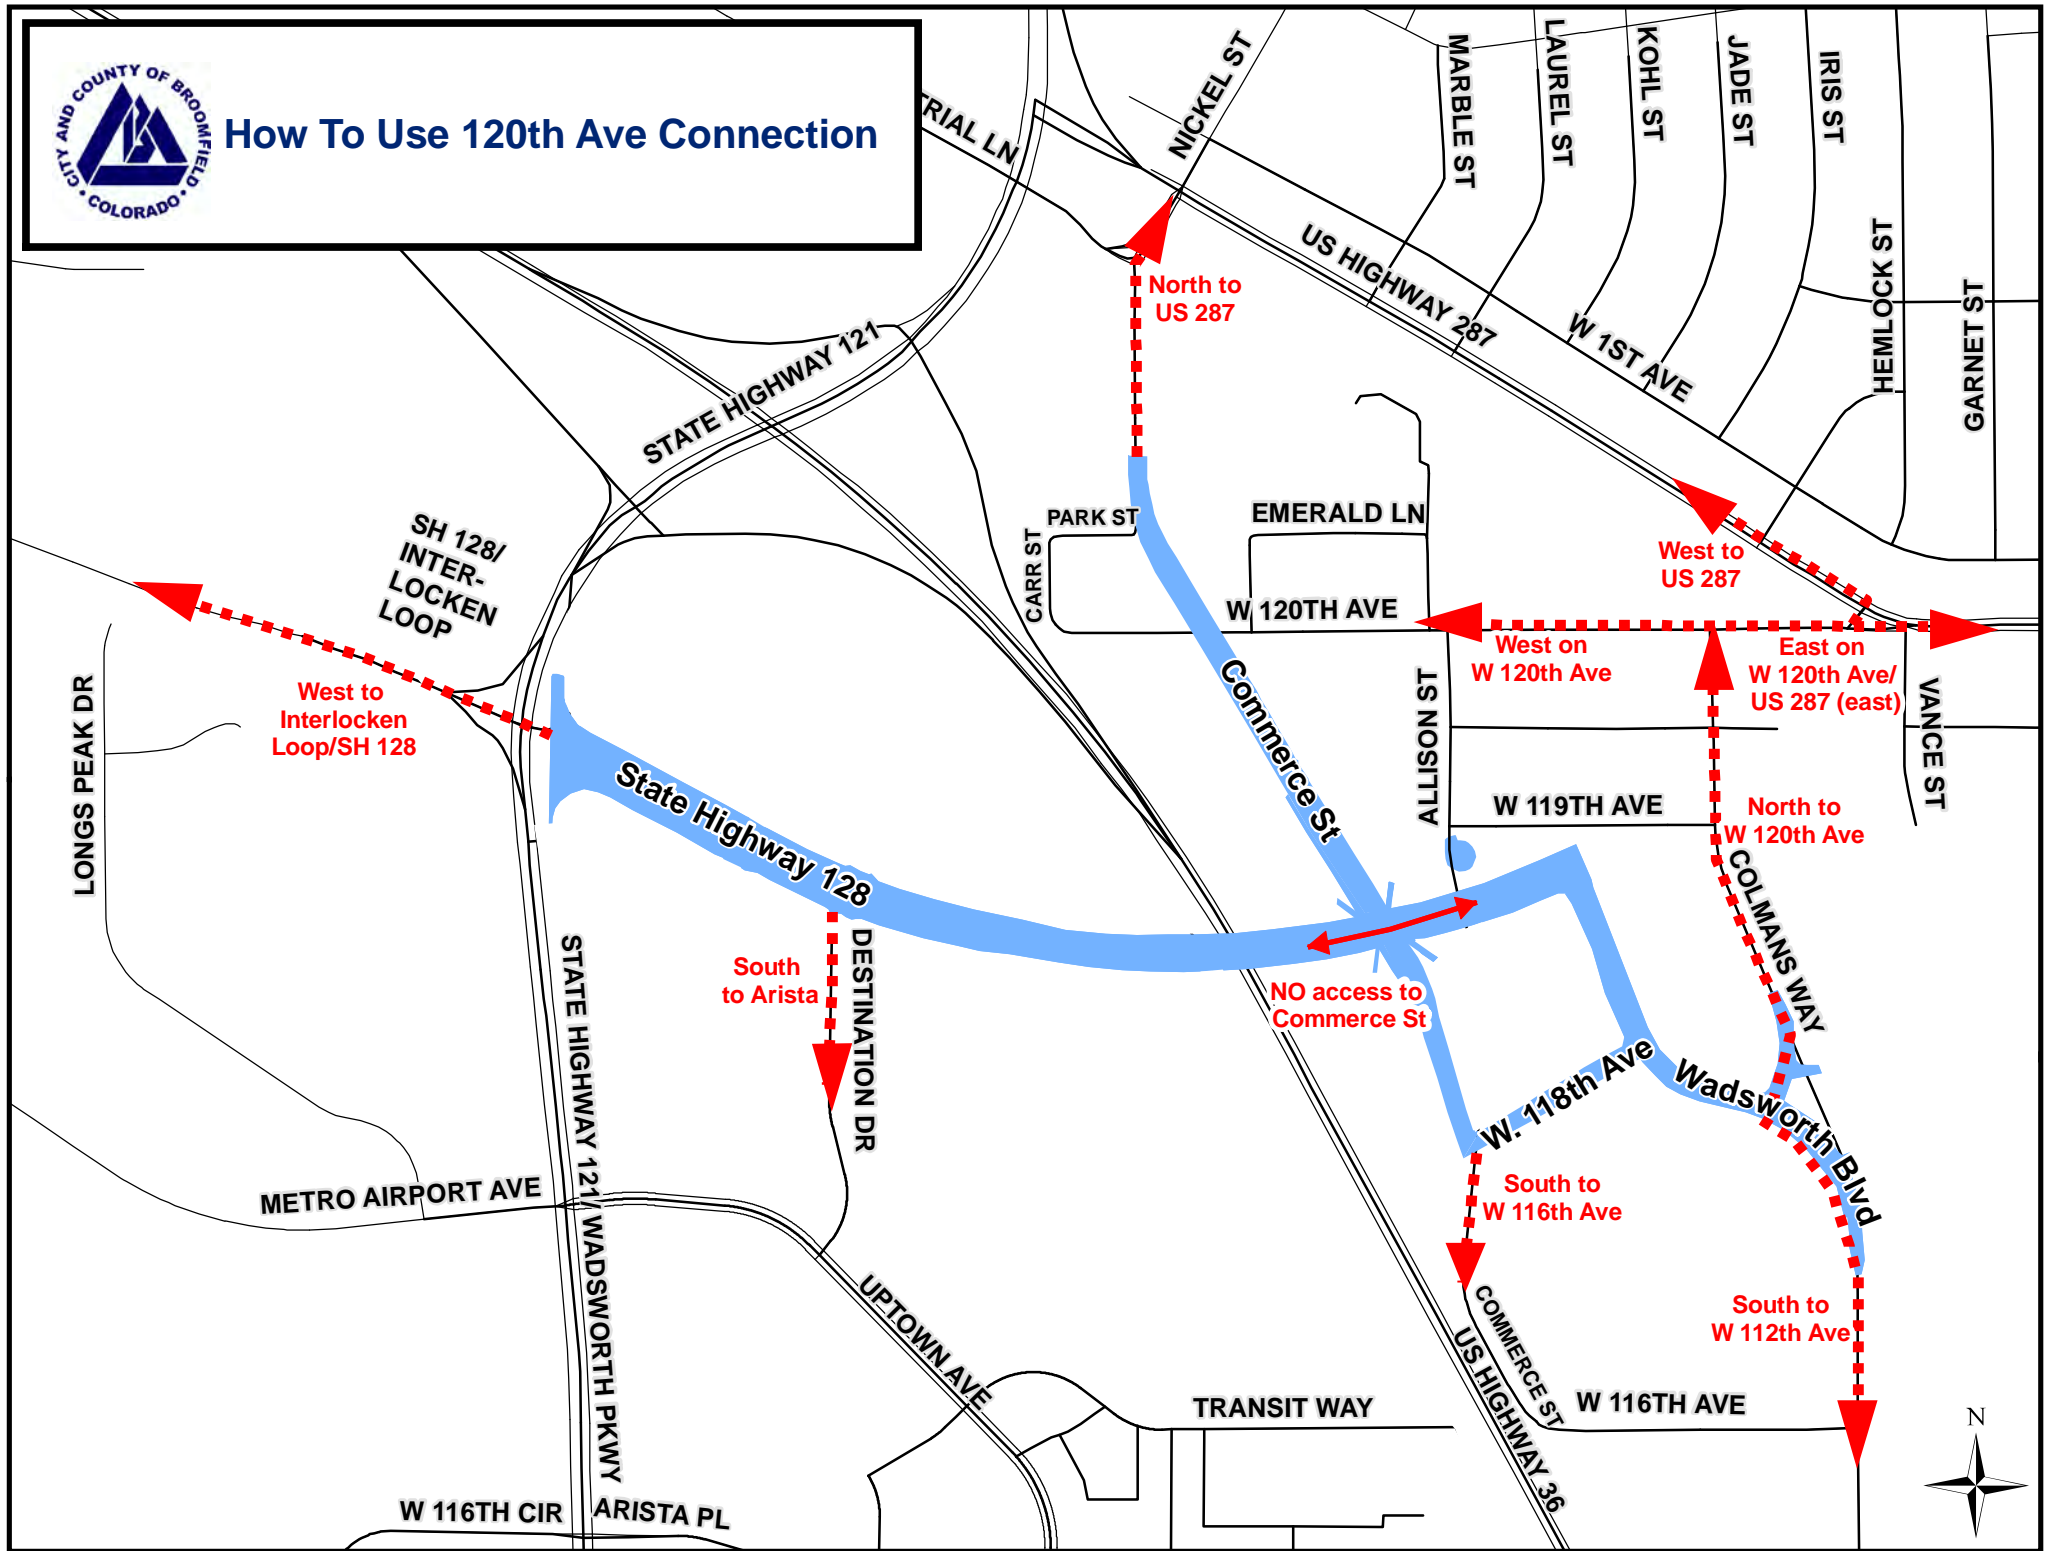 CITY AND COUNTY OF BROOMFIELD
• COLORADO •
How To Use 120th Ave Connection
TRIAL LN
NICKEL ST
MARBLE ST
LAUREL ST
KOHL ST
JADE ST
IRIS ST
HEMLOCK ST
GARNET ST
US HIGHWAY 287
W 1ST AVE
North to
US 287
STATE HIGHWAY 121
SH 128/
INTER-
LOCKEN
LOOP
PARK ST
CARR ST
EMERALD LN
W 120TH AVE
West to
US 287
West on
W 120th Ave
East on
W 120th Ave/
US 287 (east)
West to
Interlocken
Loop/SH 128
LONGS PEAK DR
Commerce St
ALLISON ST
VANCE ST
State Highway 128
W 119TH AVE
North to
W 120th Ave
COLMANS WAY
South
to Arista
DESTINATION DR
NO access to
Commerce St
STATE HIGHWAY 121/ WADSWORTH PKWY
W. 118th Ave
Wadsworth Blvd
METRO AIRPORT AVE
South to
W 116th Ave
UPTOWN AVE
COMMERCE ST
US HIGHWAY 36
South to
W 112th Ave
TRANSIT WAY
W 116TH AVE
N
W 116TH CIR
ARISTA PL